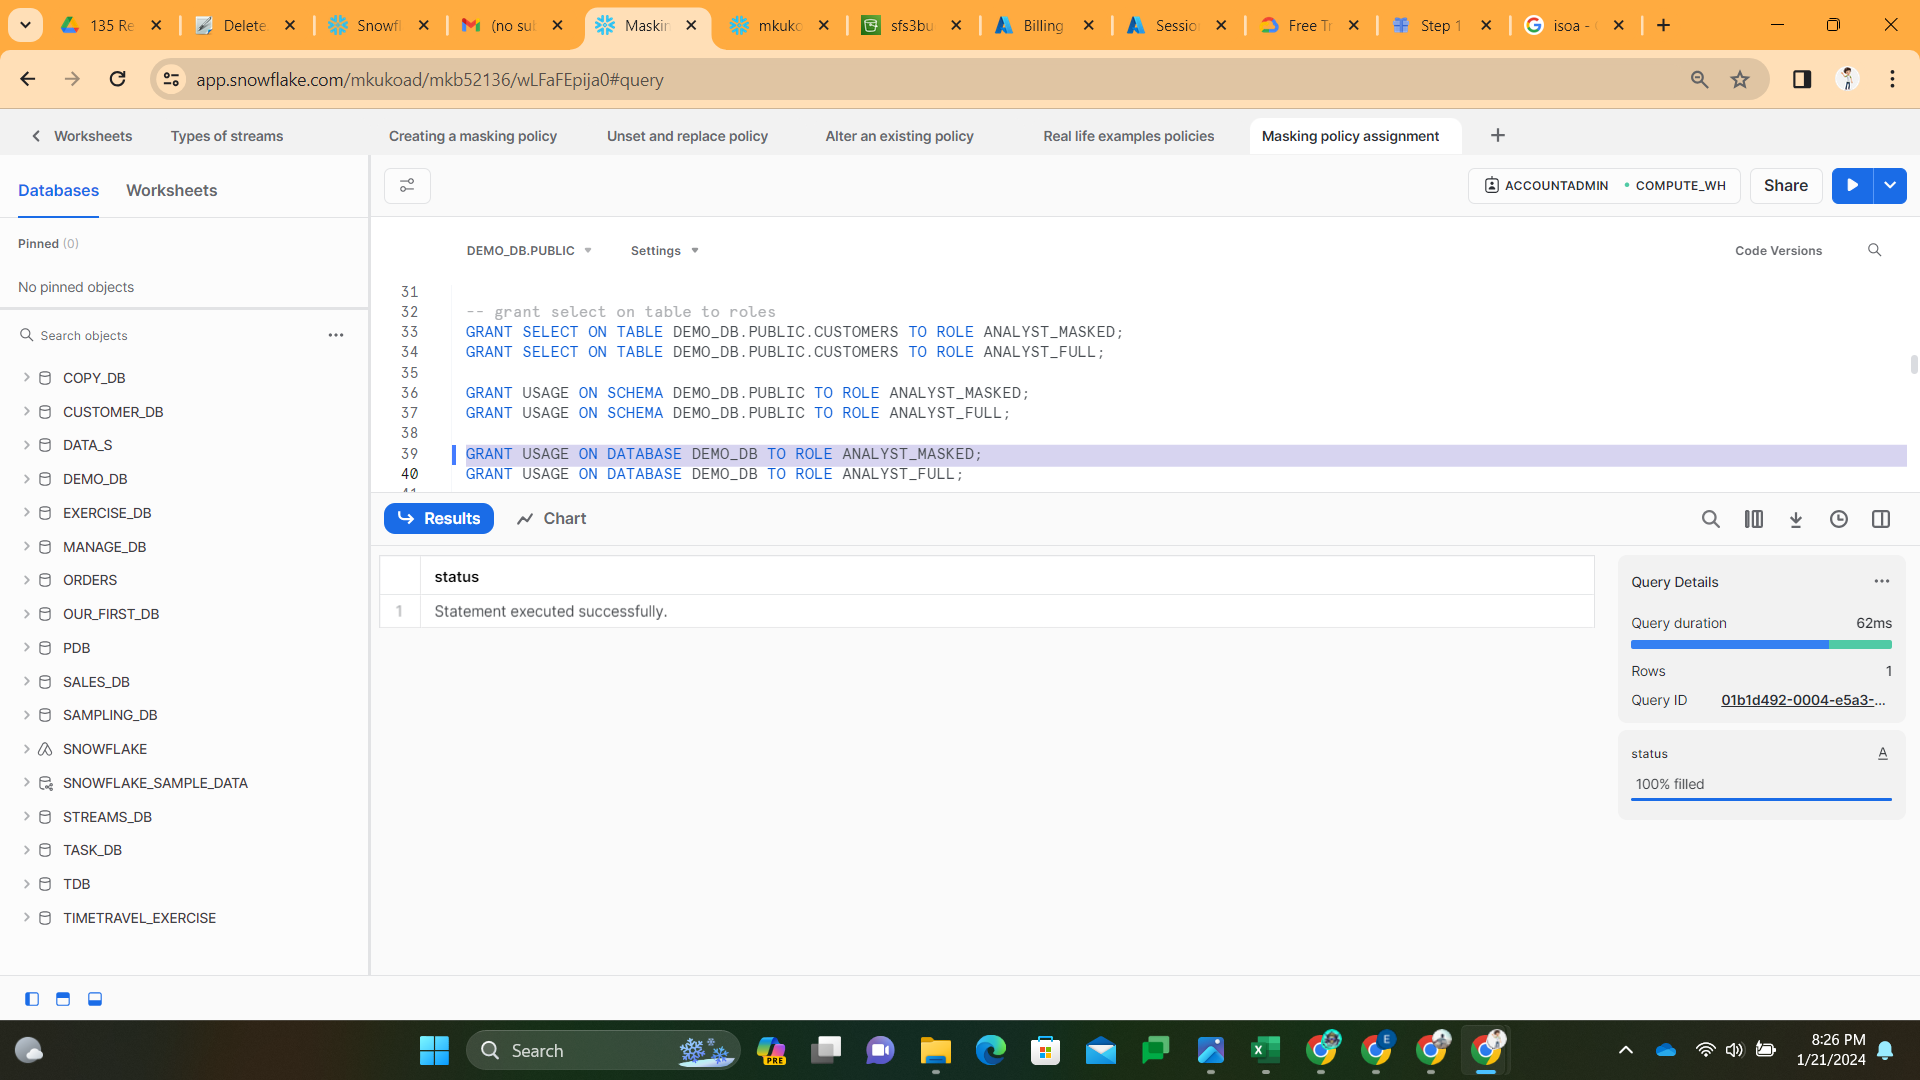 135 Re
Delete
Snowfl
(no sub
Maskin
mkuko
sfs3bu
Billing
Sessio
Free Tr
Step 1
isoa -
app.snowflake.com/mkukoad/mkb52136/wLFaFEpija0#query
Worksheets
Types of streams
Creating a masking policy
Unset and replace policy
Alter an existing policy
Real life examples policies
Masking policy assignment
Databases Worksheets
ACCOUNTADMIN COMPUTE_WH
Share
Pinned (0)
No pinned objects
Search objects
COPY_DB
CUSTOMER_DB
DATA_S
DEMO_DB
EXERCISE_DB
MANAGE_DB
ORDERS
OUR_FIRST_DB
PDB
SALES_DB
SAMPLING_DB
SNOWFLAKE
SNOWFLAKE_SAMPLE_DATA
STREAMS_DB
TASK_DB
TDB
TIMETRAVEL_EXERCISE
DEMO_DB.PUBLIC Settings
Code Versions
31
32 -- grant select on table to roles
33 GRANT SELECT ON TABLE DEMO_DB.PUBLIC.CUSTOMERS TO ROLE ANALYST_MASKED;
34 GRANT SELECT ON TABLE DEMO_DB.PUBLIC.CUSTOMERS TO ROLE ANALYST_FULL;
35
36 GRANT USAGE ON SCHEMA DEMO_DB.PUBLIC TO ROLE ANALYST_MASKED;
37 GRANT USAGE ON SCHEMA DEMO_DB.PUBLIC TO ROLE ANALYST_FULL;
38
39 GRANT USAGE ON DATABASE DEMO_DB TO ROLE ANALYST_MASKED;
40 GRANT USAGE ON DATABASE DEMO_DB TO ROLE ANALYST_FULL;
41
Results Chart
status
1 Statement executed successfully.
Query Details
Query duration 62ms
Rows 1
Query ID 01b1d492-0004-e5a3-...
status A
100% filled
Search
PRE
E
8:26 PM
1/21/2024